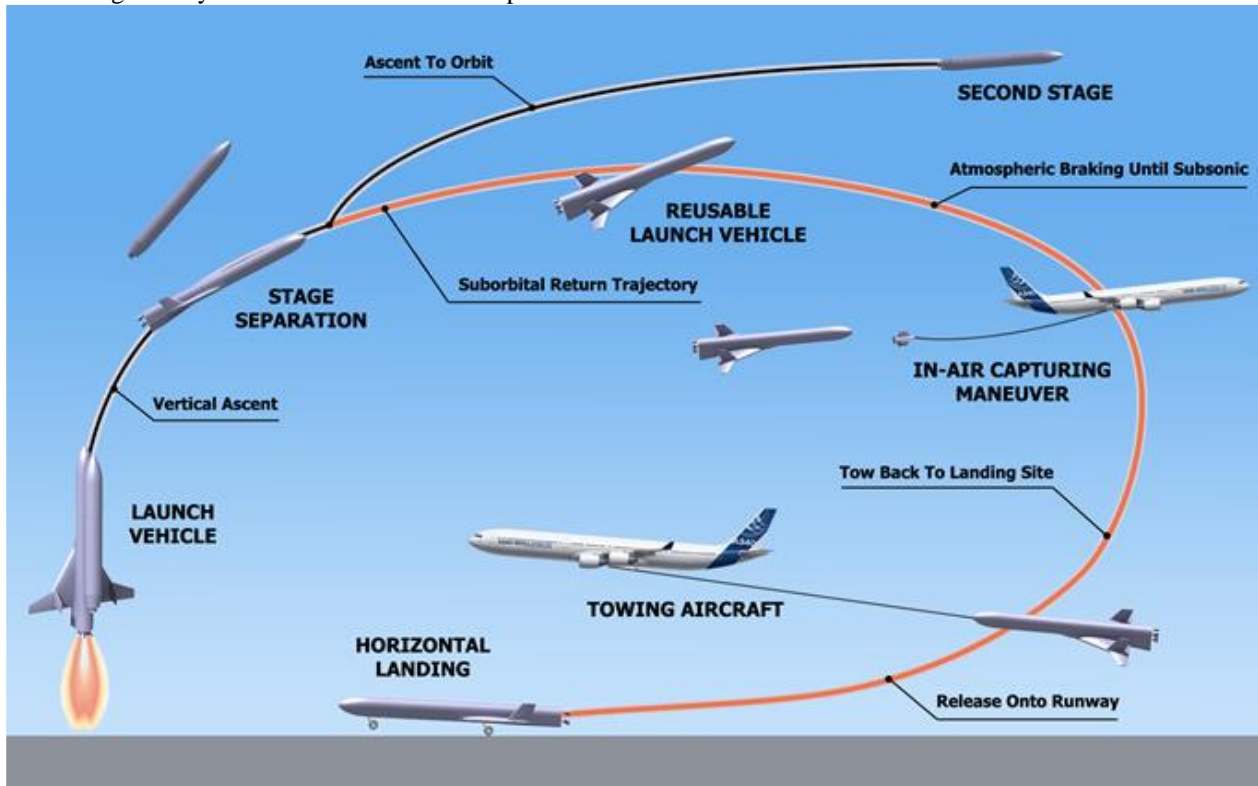 Ascent To Orbit
SECOND STAGE
Atmospheric Braking Until Subsonic
REUSABLE
LAUNCH VEHICLE
Suborbital Return Trajectory
STAGE
SEPARATION
IN-AIR CAPTURING
MANEUVER
Vertical Ascent
Tow Back To Landing Site
LAUNCH
VEHICLE
TOWING AIRCRAFT
HORIZONTAL
LANDING
Release Onto Runway